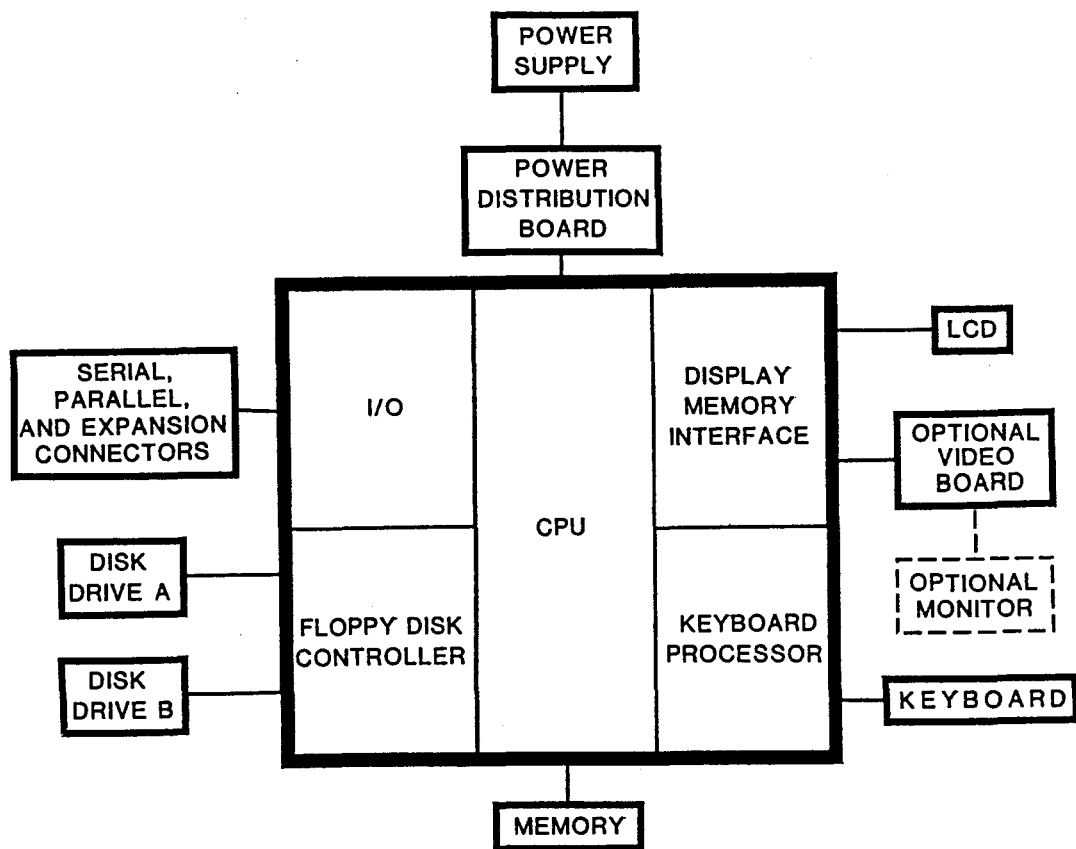 POWER
SUPPLY
POWER
DISTRIBUTION
BOARD
SERIAL,
PARALLEL,
AND EXPANSION
CONNECTORS
I/O
DISPLAY
MEMORY
INTERFACE
LCD
OPTIONAL
VIDEO
BOARD
CPU
DISK
DRIVE A
OPTIONAL
MONITOR
FLOPPY DISK
CONTROLLER
KEYBOARD
PROCESSOR
DISK
DRIVE B
KEYBOARD
MEMORY